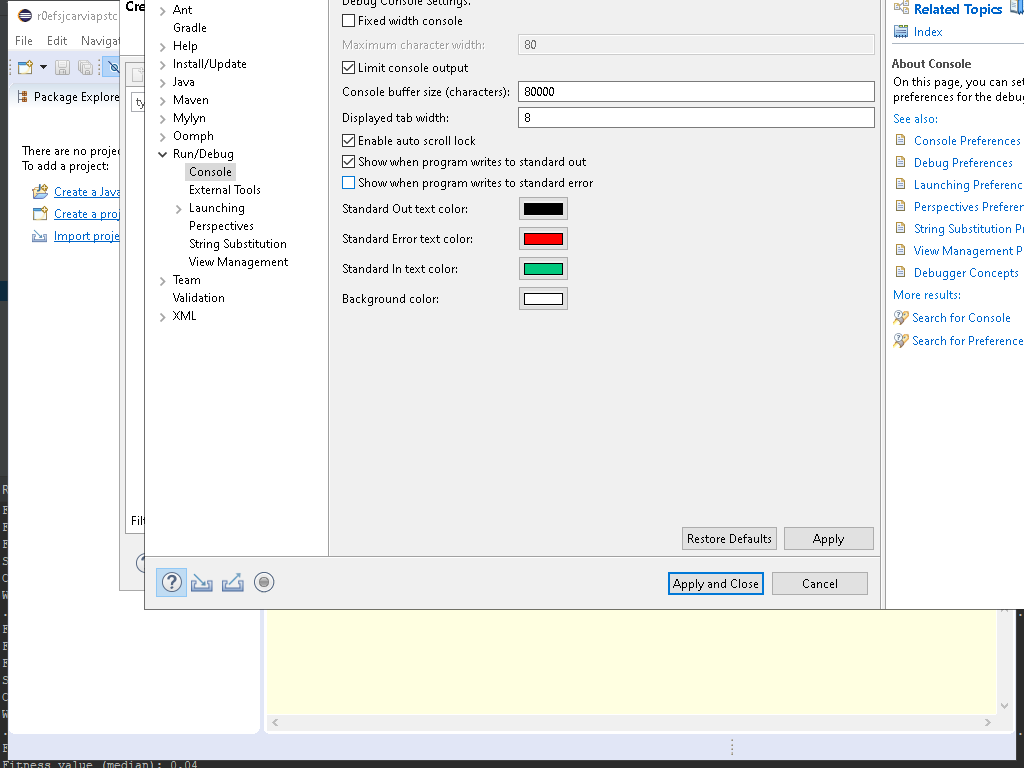 r0efsjcarviapstc
File Edit Navigat
Package Explore
There are no proje
To add a project:
Create a Java
Create a proj
Import proje
Cre
ty
Filt
Ant
Gradle
Help
Install/Update
Java
Maven
Mylyn
Oomph
Run/Debug
Console
External Tools
Launching
Perspectives
String Substitution
View Management
Team
Validation
XML
Debug Console Settings.
Fixed width console
Maximum character width: 80
Limit console output
Console buffer size (characters): 80000
Displayed tab width: 8
Enable auto scroll lock
Show when program writes to standard out
Show when program writes to standard error
Standard Out text color:
Standard Error text color:
Standard In text color:
Background color:
Restore Defaults Apply
Apply and Close Cancel
Related Topics
Index
About Console
On this page, you can set
preferences for the debug
See also:
Console Preferences
Debug Preferences
Launching Preferenc
Perspectives Preferen
String Substitution Pr
View Management P
Debugger Concepts
More results:
Search for Console
Search for Preference
Fitness value (median): 0.04